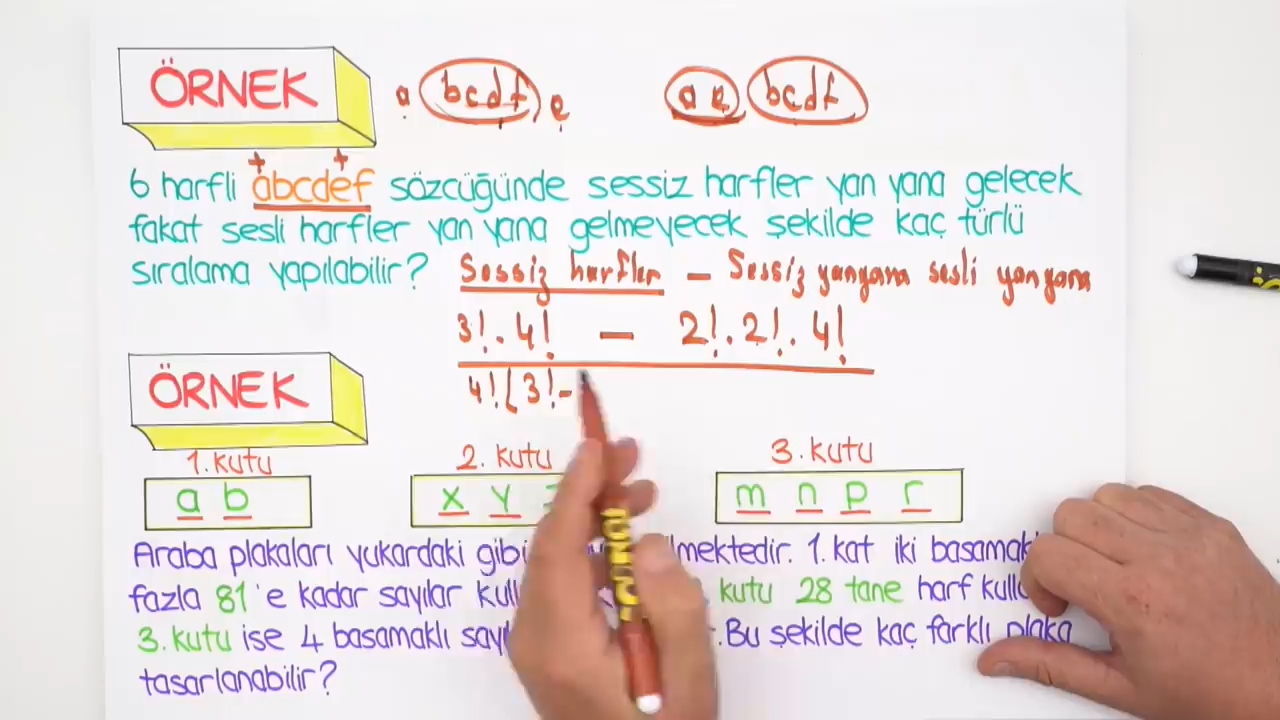 ÖRNEK
a bcdf e
a e bcdf
6 harfli abcdef sözcüğünde sessiz harfler yan yana gelecek
fakat sesli harfler yan yana gelmeyecek şekilde kaç türlü
sıralama yapılabilir?
Sessiz harfler - Sessiz yanyana sesli yanyana
3!.4! - 2!.2!.4!
4!(3!-
ÖRNEK
1. kutu
2. kutu
3. kutu
a b
x y
m n p r
Araba plakaları yukardaki gibi lmektedir. 1. kat iki basamak
fazla 81'e kadar sayılar kutu 28 tane harf
3. kutu ise 4 basamaklı . Bu şekilde kaç farklı plaka
tasarlanabilir?